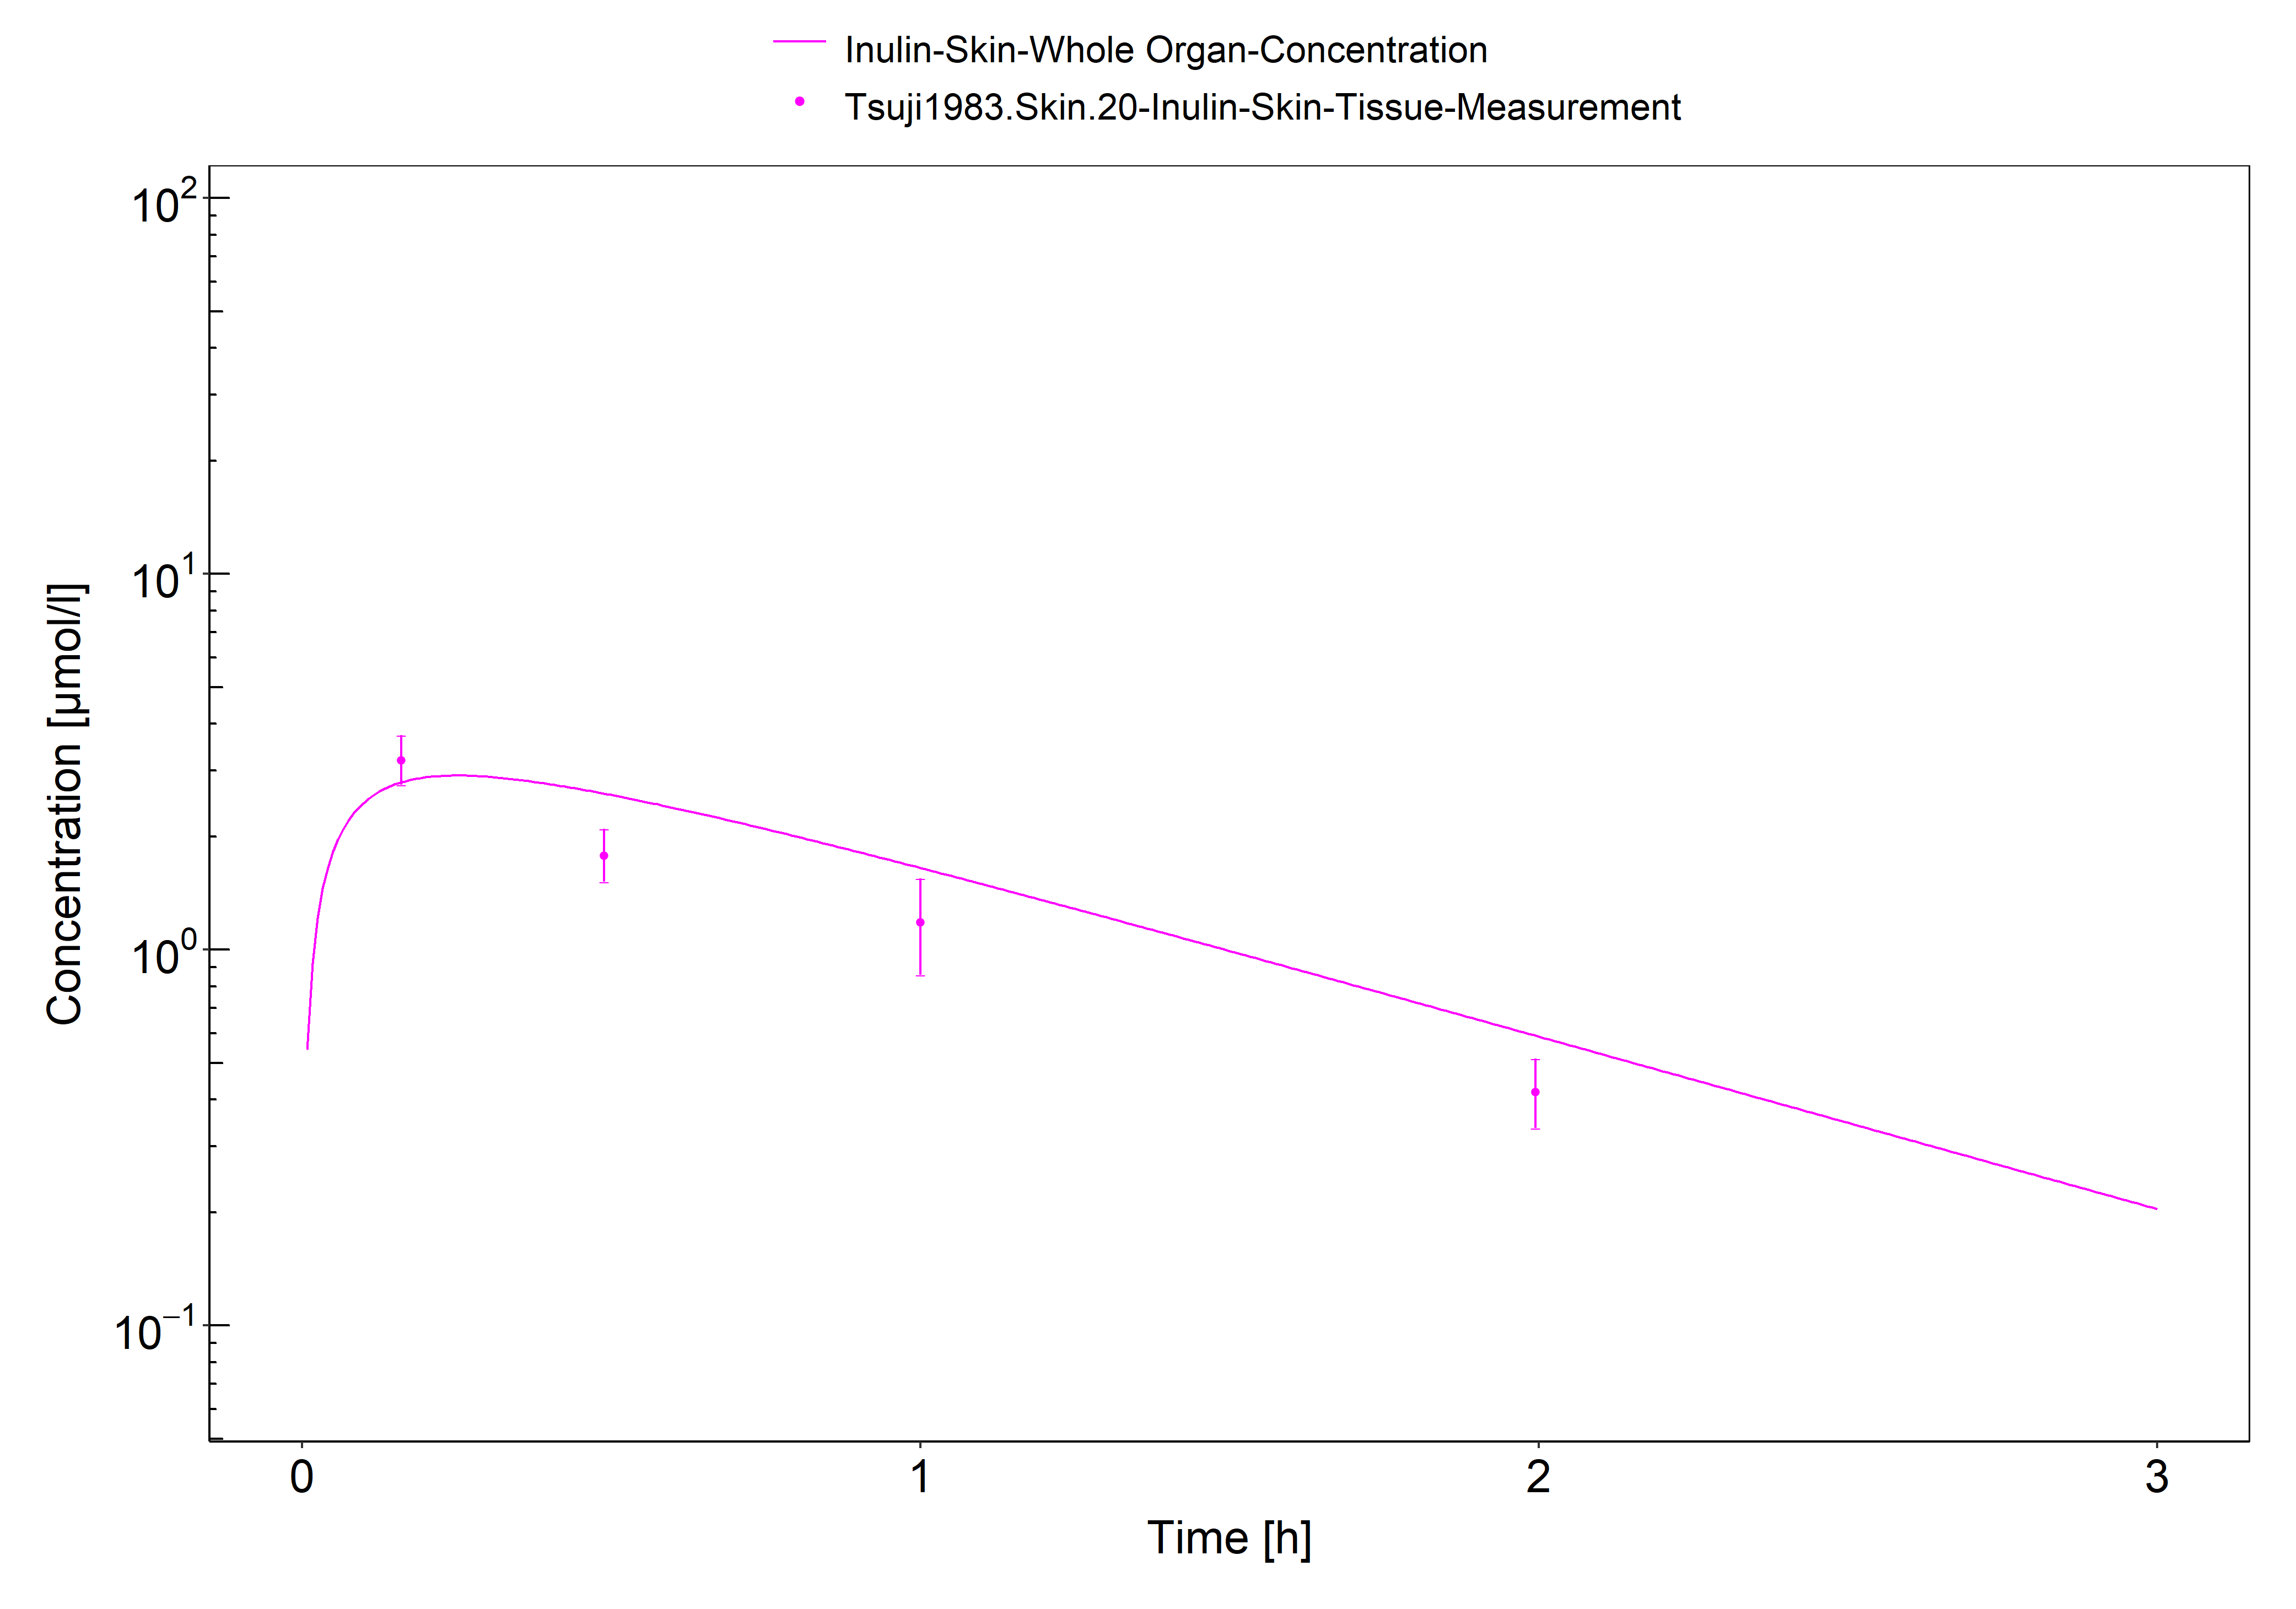 Inulin-Skin-Whole Organ-Concentration
Tsuji1983.Skin.20-Inulin-Skin-Tissue-Measurement
Concentration [µmol/l]
10²
10¹
10⁰
10⁻¹
0 1 2 3
Time [h]